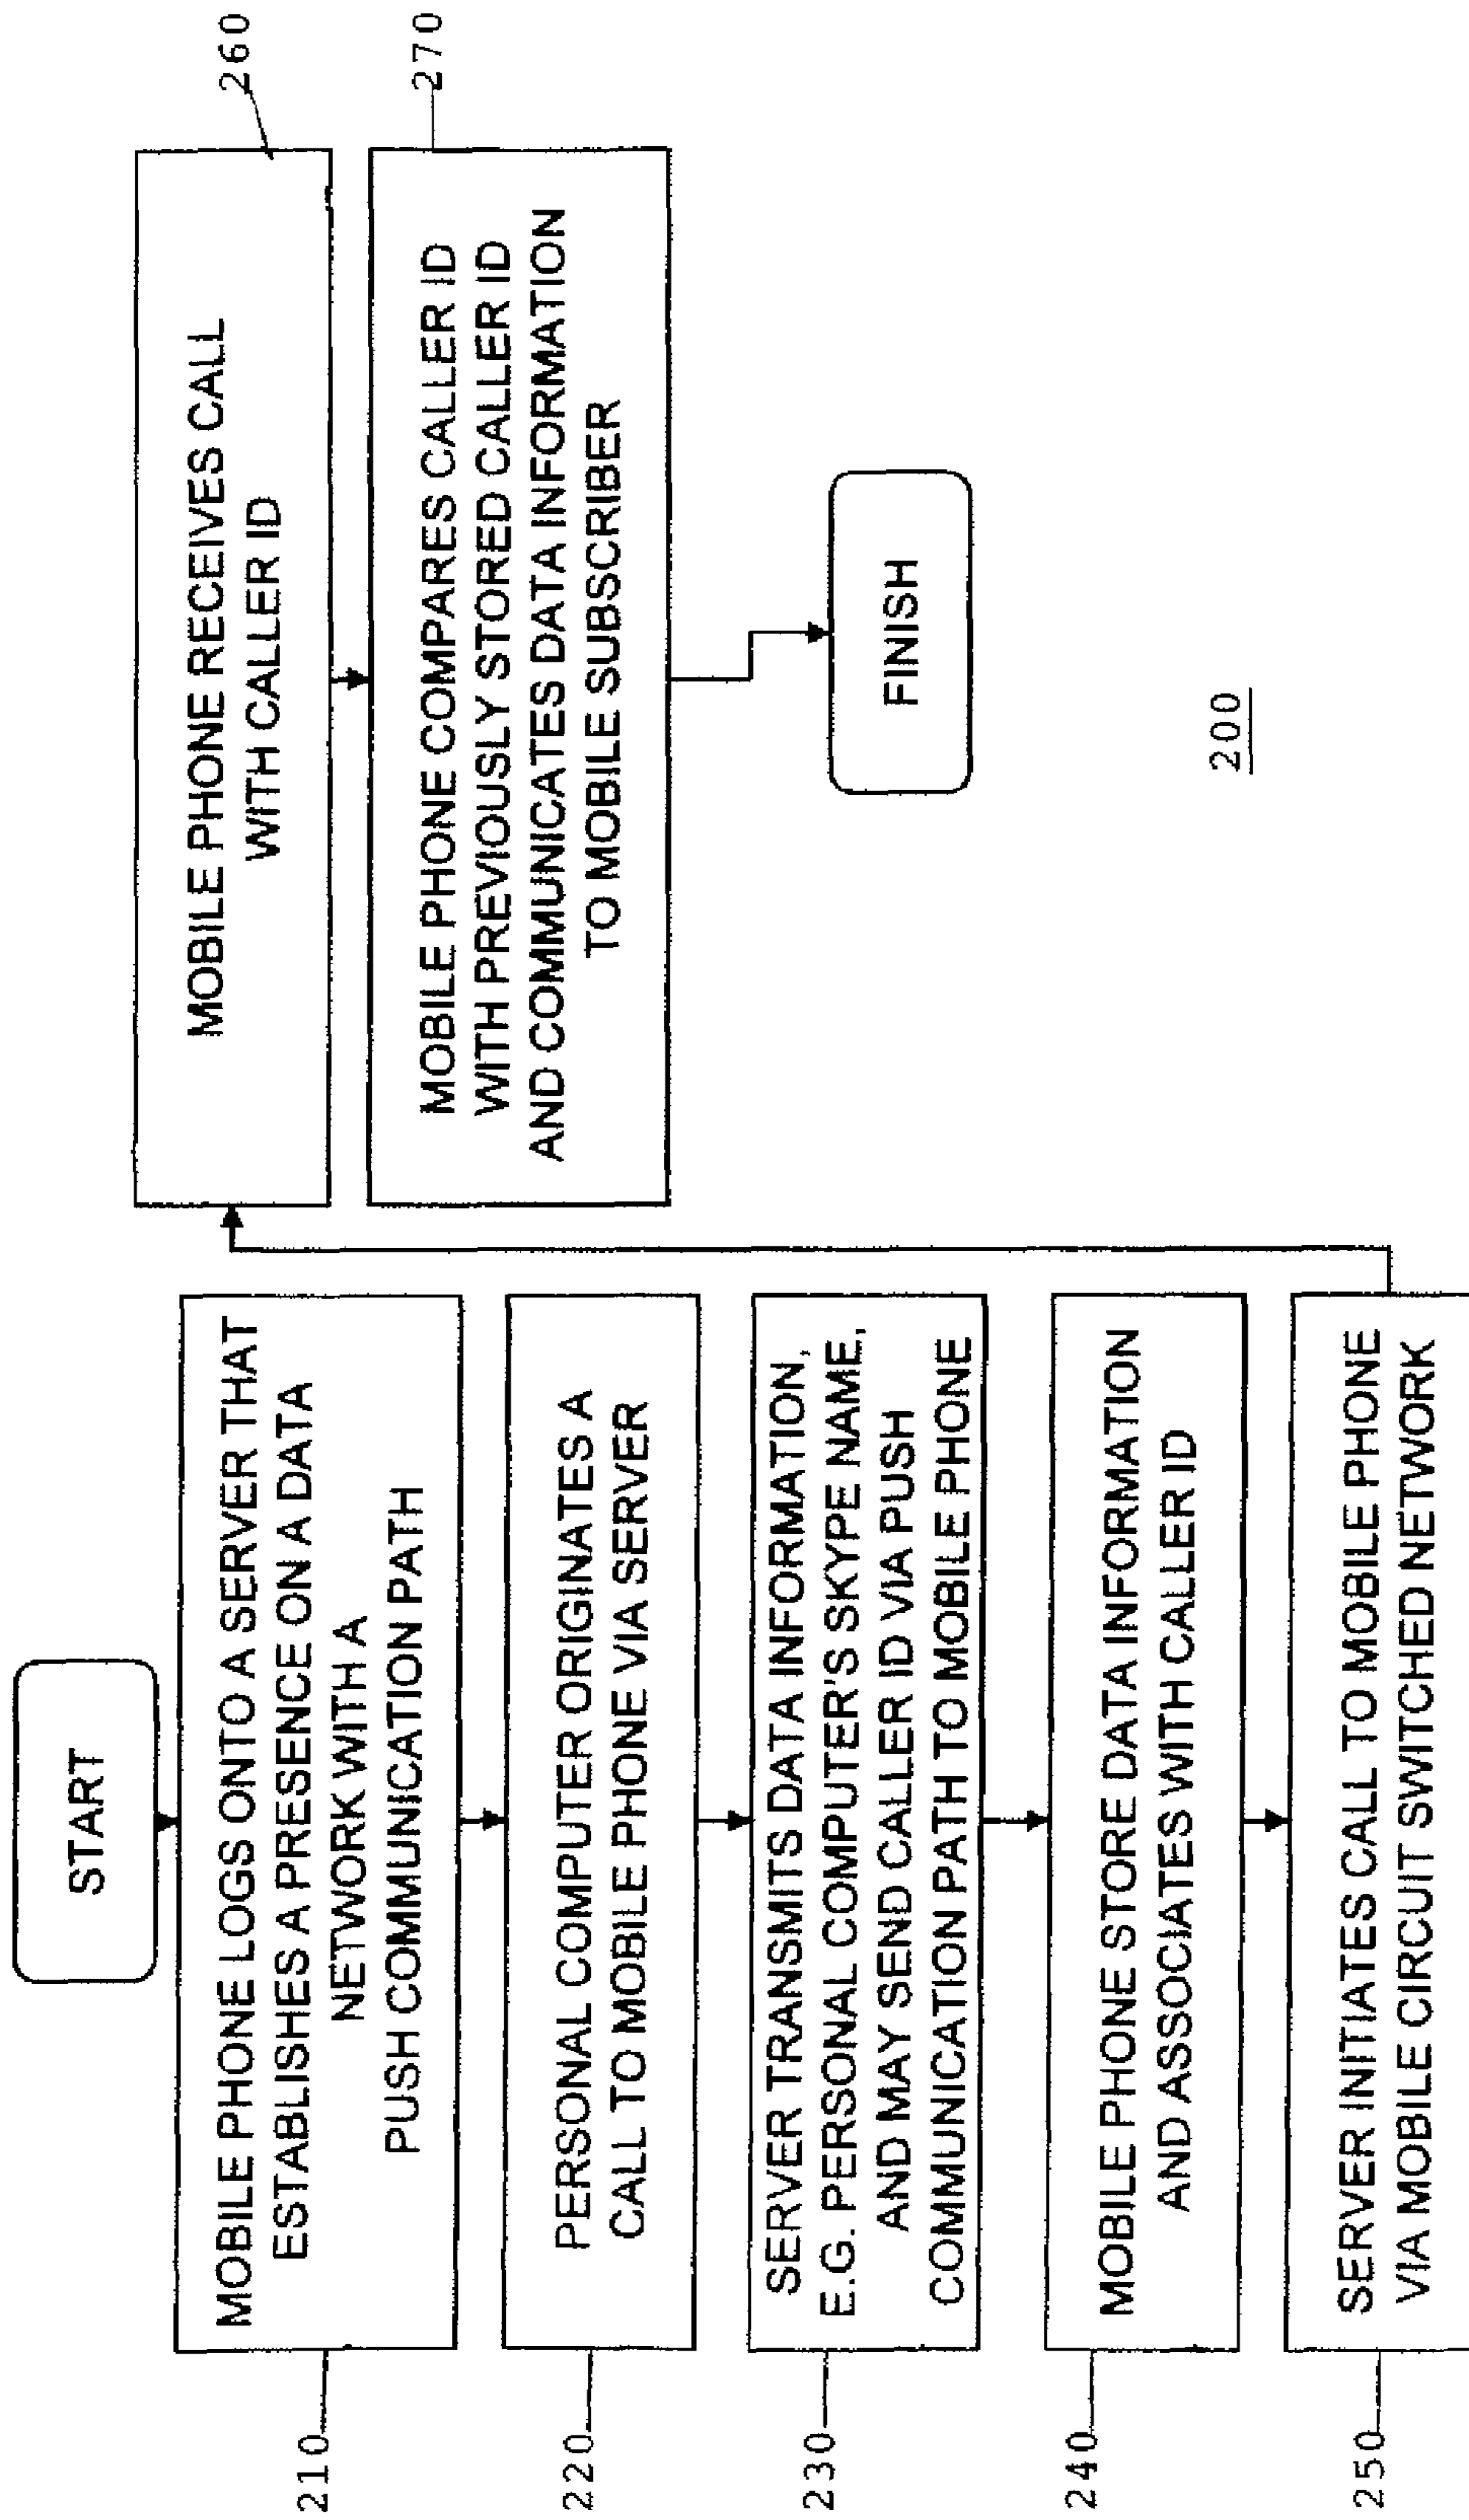 START
210
MOBILE PHONE LOGS ONTO A SERVER THAT
ESTABLISHES A PRESENCE ON A DATA
NETWORK WITH A
PUSH COMMUNICATION PATH
220
PERSONAL COMPUTER ORIGINATES A
CALL TO MOBILE PHONE VIA SERVER
230
SERVER TRANSMITS DATA INFORMATION,
E.G. PERSONAL COMPUTER'S SKYPE NAME,
AND MAY SEND CALLER ID VIA PUSH
COMMUNICATION PATH TO MOBILE PHONE
240
MOBILE PHONE STORE DATA INFORMATION
AND ASSOCIATES WITH CALLER ID
250
SERVER INITIATES CALL TO MOBILE PHONE
VIA MOBILE CIRCUIT SWITCHED NETWORK
260
MOBILE PHONE RECEIVES CALL
WITH CALLER ID
270
MOBILE PHONE COMPARES CALLER ID
WITH PREVIOUSLY STORED CALLER ID
AND COMMUNICATES DATA INFORMATION
TO MOBILE SUBSCRIBER
FINISH
200